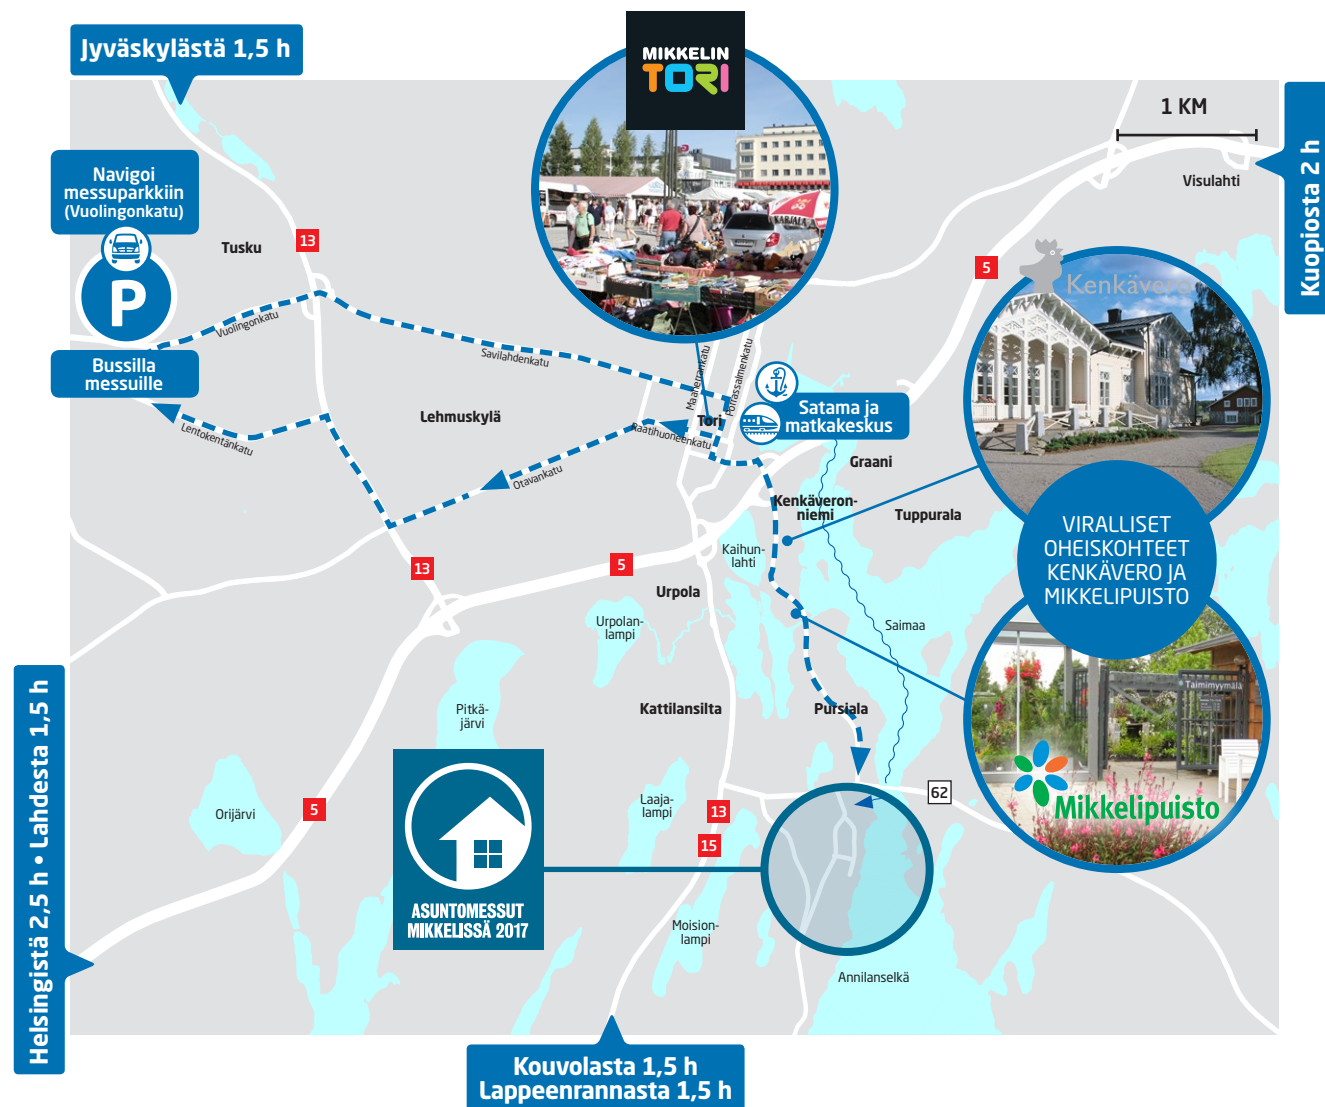 Jyväskylästä 1,5 h
MIKKELIN
TORI
1 KM
Visulahti
Kuopiosta 2 h
Navigoi
messuparkkiin
(Vuolingonkatu)
P
Bussilla
messuille
Tusku
13
5
Kenkävero
KARJALA
Vuolingonkatu
Savilahdenkatu
Maaherrankatu
Porrassalmenkatu
Lehmuskylä
Lentokentänkatu
Tori
Raatihuoneenkatu
Satama ja
matkakeskus
Otavankatu
Graani
Kenkäveron-
niemi
Tuppurala
VIRALLISET
OHEISKOHTEET
KENKÄVERO JA
MIKKELIPUISTO
Kaihun-
lahti
13
5
Urpola
Urpolan-
lampi
Saimaa
Pitkä-
järvi
Kattilansilta
Pursiala
Taimimyymälä
Mikkelipuisto
62
Orijärvi
5
Laaja-
lampi
13
15
ASUNTOMESSUT
MIKKELISSÄ 2017
Moision-
lampi
Annilanselkä
Helsingistä 2,5 h • Lahdesta 1,5 h
Kouvolasta 1,5 h
Lappeenrannasta 1,5 h